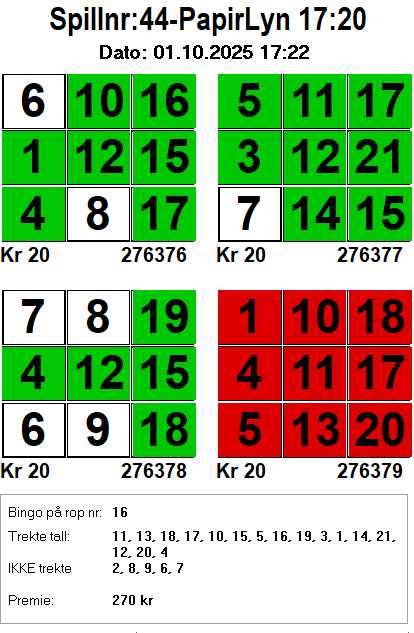 Spillnr:44-PapirLyn 17:20
Dato: 01.10.2025 17:22
6 10 16 5 11 17
1 12 15 3 12 21
4 8 17 7 14 15
Kr 20 276376 Kr 20 276377
7 8 19 1 10 18
4 12 15 4 11 17
6 9 18 5 13 20
Kr 20 276378 Kr 20 276379
Bingo på rop nr: 16
Trekte tall: 11, 13, 18, 17, 10, 15, 5, 16, 19, 3, 1, 14, 21,
12, 20, 4
IKKE trekte 2, 8, 9, 6, 7
Premie: 270 kr